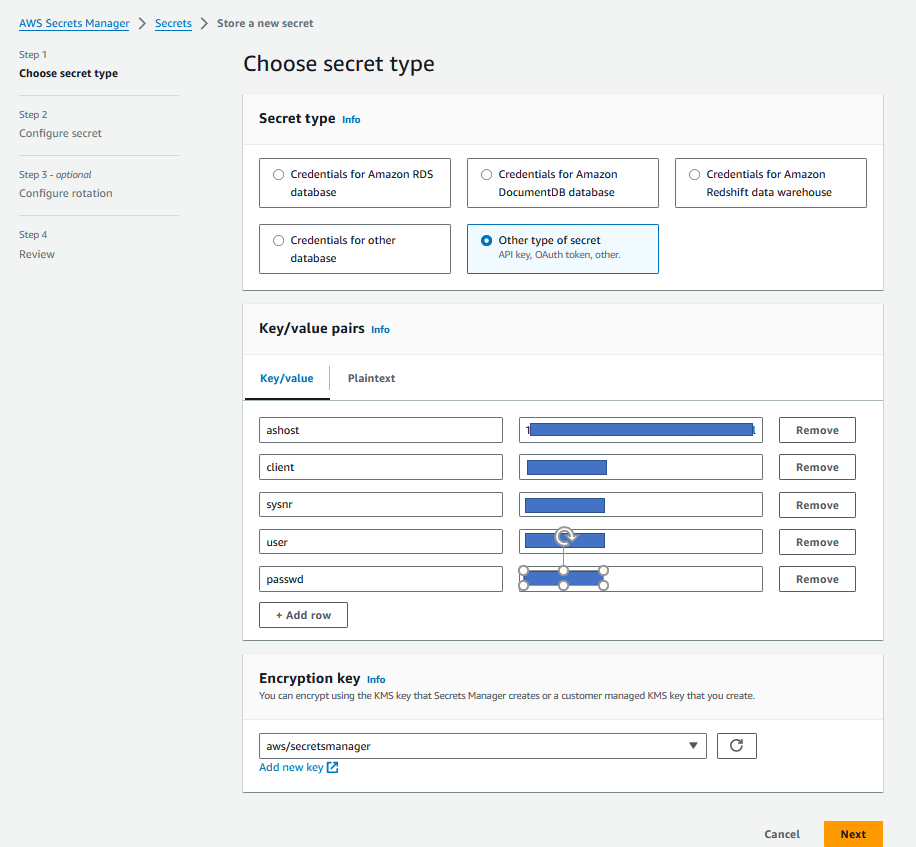 AWS Secrets Manager > Secrets > Store a new secret
Step 1
Choose secret type
Step 2
Configure secret
Step 3 - optional
Configure rotation
Step 4
Review
Choose secret type
Secret type Info
Credentials for Amazon RDS
database
Credentials for Amazon
DocumentDB database
Credentials for Amazon
Redshift data warehouse
Credentials for other
database
Other type of secret
API key, OAuth token, other.
Key/value pairs Info
Key/value Plaintext
ashost Remove
client Remove
sysnr Remove
user Remove
passwd Remove
+ Add row
Encryption key Info
You can encrypt using the KMS key that Secrets Manager creates or a customer managed KMS key that you create.
aws/secretsmanager
Add new key
Cancel Next